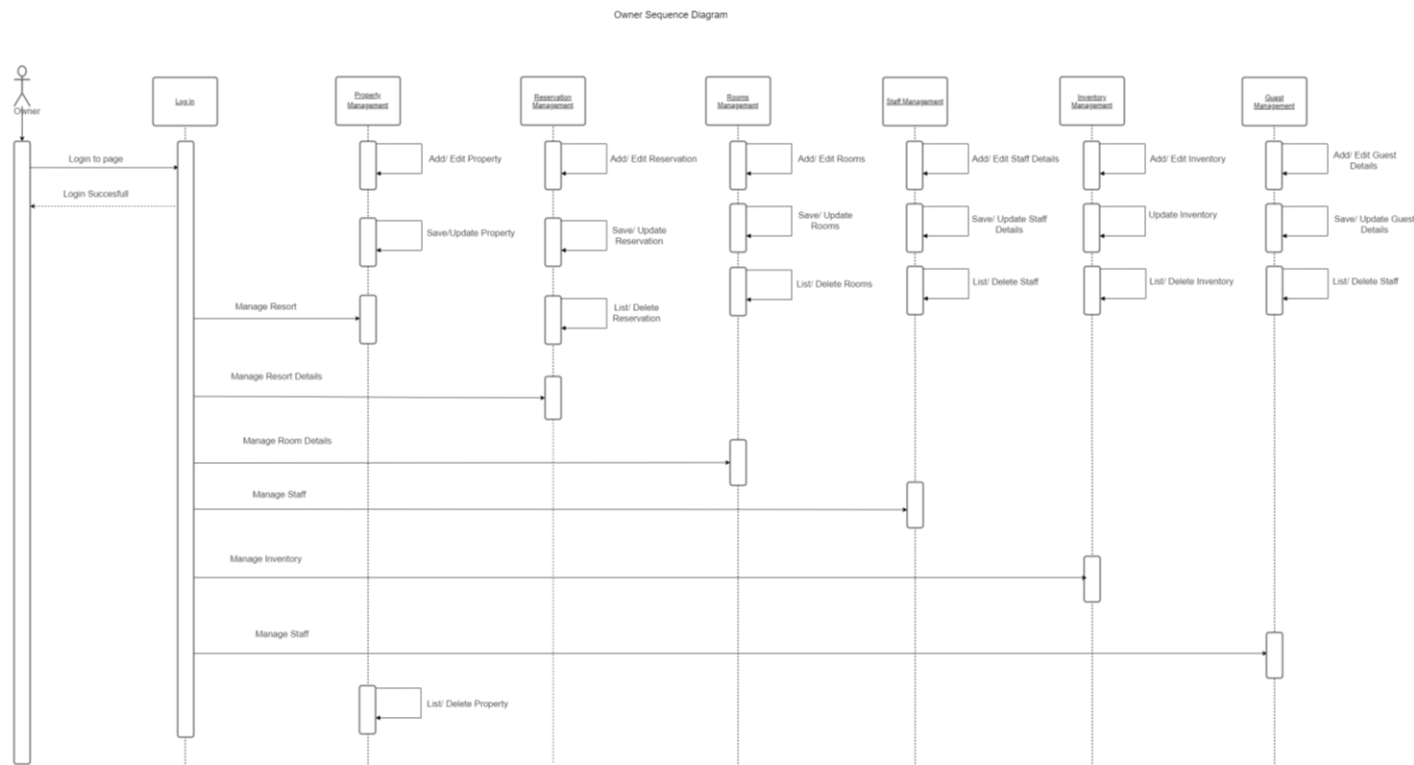 Owner Sequence Diagram
Owner
Log in
Property
Management
Reservation
Management
Rooms
Management
Staff Management
Inventory
Management
Guest
Management
Login to page
Add/ Edit Property
Add/ Edit Reservation
Add/ Edit Rooms
Add/ Edit Staff Details
Add/ Edit Inventory
Add/ Edit Guest
Details
Login Succesfull
Save/Update Property
Save/ Update
Reservation
Save/ Update
Rooms
Save/ Update Staff
Details
Update Inventory
Save/ Update Guest
Details
Manage Resort
List/ Delete
Reservation
List/ Delete Rooms
List/ Delete Staff
List/ Delete Inventory
List/ Delete Staff
Manage Resort Details
Manage Room Details
Manage Staff
Manage Inventory
Manage Staff
List/ Delete Property